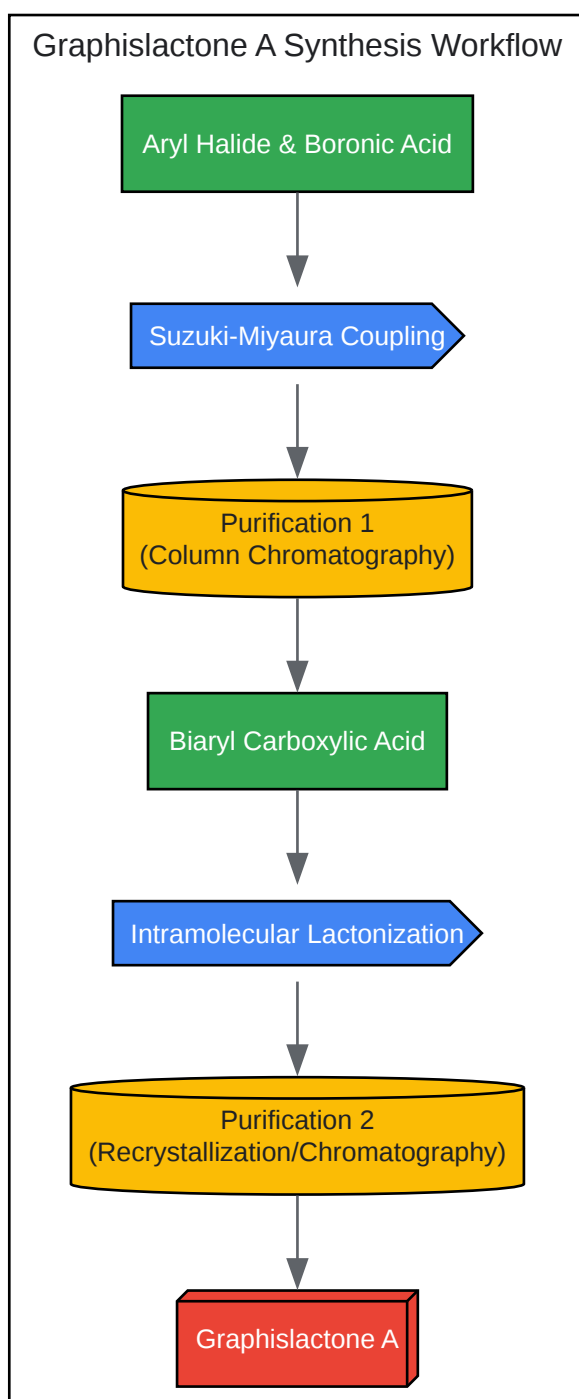 Graphislactone A Synthesis Workflow
Aryl Halide & Boronic Acid
Suzuki-Miyaura Coupling
Purification 1
(Column Chromatography)
Biaryl Carboxylic Acid
Intramolecular Lactonization
Purification 2
(Recrystallization/Chromatography)
Graphislactone A